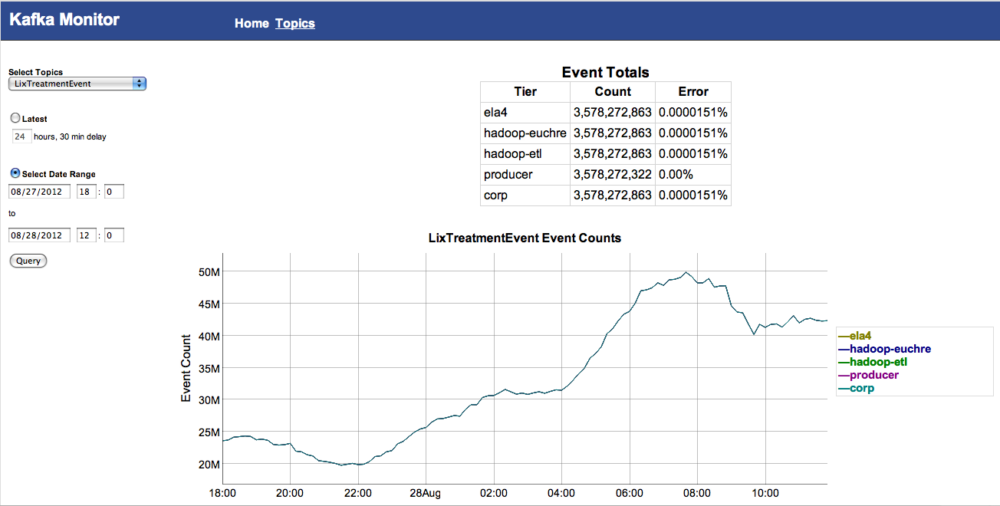 Kafka Monitor
Home Topics
Select Topics
LixTreatmentEvent
Latest
24 hours, 30 min delay
Select Date Range
08/27/2012 18 : 0
to
08/28/2012 12 : 0
Query
Event Totals
Tier Count Error
ela4 3,578,272,863 0.0000151%
hadoop-euchre 3,578,272,863 0.0000151%
hadoop-etl 3,578,272,863 0.0000151%
producer 3,578,272,322 0.00%
corp 3,578,272,863 0.0000151%
LixTreatmentEvent Event Counts
Event Count
50M
45M
40M
35M
30M
25M
20M
18:00 20:00 22:00 28Aug 02:00 04:00 06:00 08:00 10:00
ela4
hadoop-euchre
hadoop-etl
producer
corp